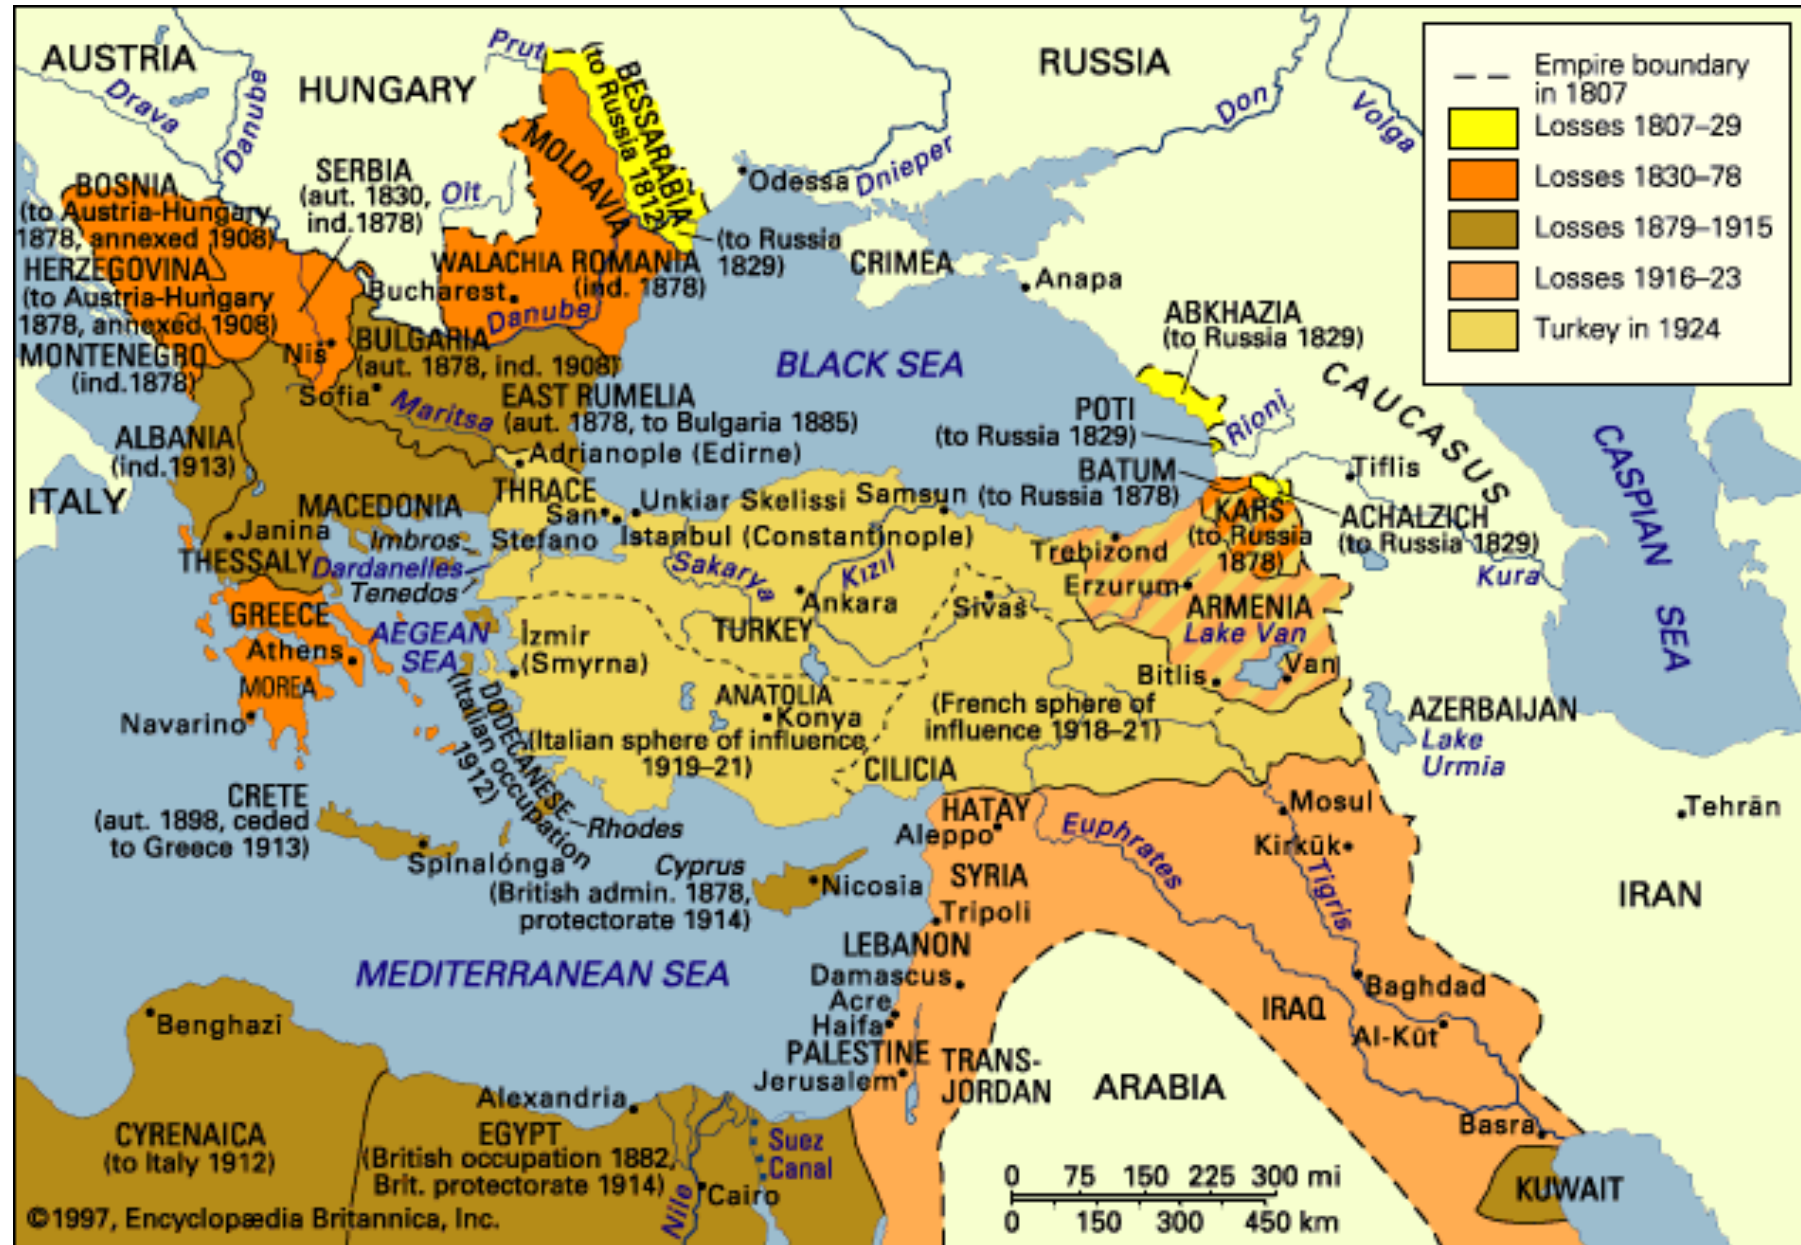 AUSTRIA
Drava
Danube
HUNGARY
Prut
BESSARABIA
(to Russia 1812)
RUSSIA
Don
Volga
Empire boundary
in 1807
Losses 1807–29
Losses 1830–78
Losses 1879–1915
Losses 1916–23
Turkey in 1924
MOLDAVIA
Odessa
Dnieper
BOSNIA
(to Austria-Hungary
1878, annexed 1908)
SERBIA
(aut. 1830,
ind.1878)
Olt
(to Russia
1829)
CRIMEA
Anapa
HERZEGOVINA
(to Austria-Hungary
1878, annexed 1908)
WALACHIA
ROMANIA
(ind. 1878)
Bucharest
Danube
MONTENEGRO
(ind.1878)
Nis
BULGARIA
(aut. 1878, ind. 1908)
BLACK SEA
ABKHAZIA
(to Russia 1829)
CAUCASUS
Sofia
Maritsa
EAST RUMELIA
(aut. 1878, to Bulgaria 1885)
POTI
(to Russia 1829)
Rioni
CASPIAN
SEA
ALBANIA
(ind.1913)
Adrianople (Edirne)
BATUM
(to Russia 1878)
Tiflis
ITALY
MACEDONIA
THRACE
San
Stefano
Unkiar Skelissi
Samsun
KARS
(to Russia
1878)
ACHALZICH
(to Russia 1829)
Janina
Imbros
Istanbul (Constantinople)
Trebizond
THESSALY
Dardanelles
Tenedos
Sakarya
Kızıl
Erzurum
Kura
GREECE
Ankara
Sivas
ARMENIA
Athens
AEGEAN
SEA
İzmir
(Smyrna)
TURKEY
Lake Van
Van
Bitlis
MOREA
Navarino
DODECANESE
(Italian occupation
1912)
ANATOLIA
Konya
(Italian sphere of influence
1919–21)
(French sphere of
influence 1918–21)
AZERBAIJAN
Lake
Urmia
CILICIA
CRETE
(aut. 1898, ceded
to Greece 1913)
Spinalónga
Rhodes
HATAY
Aleppo
Euphrates
Mosul
Kirkūk
Tigris
Tehrān
Cyprus
(British admin. 1878,
protectorate 1914)
Nicosia
SYRIA
Tripoli
IRAN
MEDITERRANEAN SEA
LEBANON
Damascus
Acre
Haifa
Baghdad
IRAQ
Al-Kūt
Benghazi
PALESTINE
Jerusalem
TRANS-
JORDAN
ARABIA
Alexandria
Basra
CYRENAICA
(to Italy 1912)
EGYPT
(British occupation 1882,
Brit. protectorate 1914)
Suez
Canal
Nile
Cairo
KUWAIT
0 75 150 225 300 mi
0 150 300 450 km
©1997, Encyclopædia Britannica, Inc.